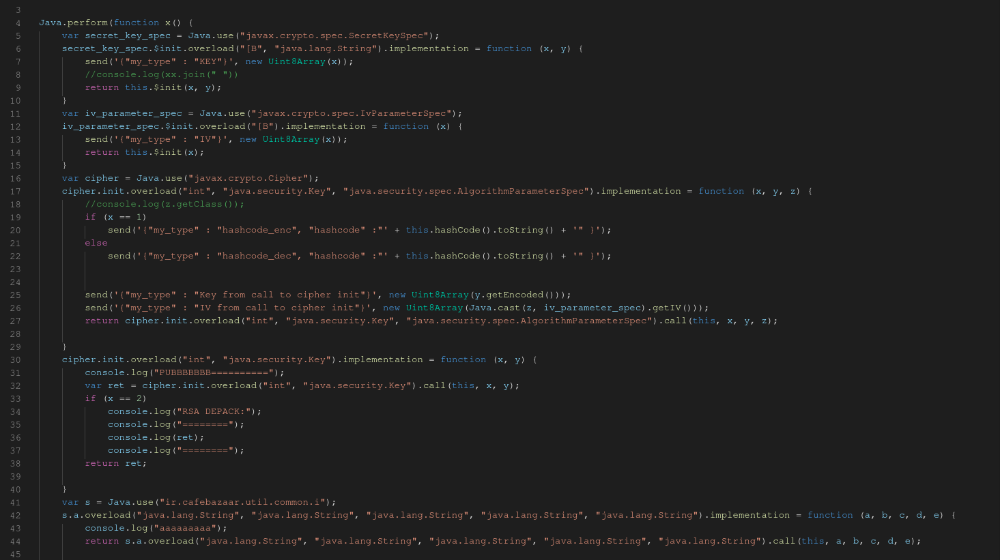 3
4 Java.perform(function x() {
5 var secret_key_spec = Java.use("javax.crypto.spec.SecretKeySpec");
6 secret_key_spec.$init.overload("[B", "java.lang.String").implementation = function (x, y) {
7 send('{"my_type" : "KEY"}', new Uint8Array(x));
8 //console.log(xx.join(" "))
9 return this.$init(x, y);
10 }
11 var iv_parameter_spec = Java.use("javax.crypto.spec.IvParameterSpec");
12 iv_parameter_spec.$init.overload("[B").implementation = function (x) {
13 send('{"my_type" : "IV"}', new Uint8Array(x));
14 return this.$init(x);
15 }
16 var cipher = Java.use("javax.crypto.Cipher");
17 cipher.init.overload("int", "java.security.Key", "java.security.spec.AlgorithmParameterSpec").implementation = function (x, y, z) {
18 //console.log(z.getClass());
19 if (x == 1)
20 send('{"my_type" : "hashcode_enc", "hashcode" :"' + this.hashCode().toString() + '" }');
21 else
22 send('{"my_type" : "hashcode_dec", "hashcode" :"' + this.hashCode().toString() + '" }');
23
24
25 send('{"my_type" : "Key from call to cipher init"}', new Uint8Array(y.getEncoded()));
26 send('{"my_type" : "IV from call to cipher init"}', new Uint8Array(Java.cast(z, iv_parameter_spec).getIV()));
27 return cipher.init.overload("int", "java.security.Key", "java.security.spec.AlgorithmParameterSpec").call(this, x, y, z);
28
29 }
30 cipher.init.overload("int", "java.security.Key").implementation = function (x, y) {
31 console.log("PUBBBBBBB==========");
32 var ret = cipher.init.overload("int", "java.security.Key").call(this, x, y);
33 if (x == 2)
34 console.log("RSA DEPACK:");
35 console.log("========");
36 console.log(ret);
37 console.log("========");
38 return ret;
39
40 }
41 var s = Java.use("ir.cafebazaar.util.common.i");
42 s.a.overload("java.lang.String", "java.lang.String", "java.lang.String", "java.lang.String", "java.lang.String").implementation = function (a, b, c, d, e) {
43 console.log("aaaaaaaaa");
44 return s.a.overload("java.lang.String", "java.lang.String", "java.lang.String", "java.lang.String", "java.lang.String").call(this, a, b, c, d, e);
45